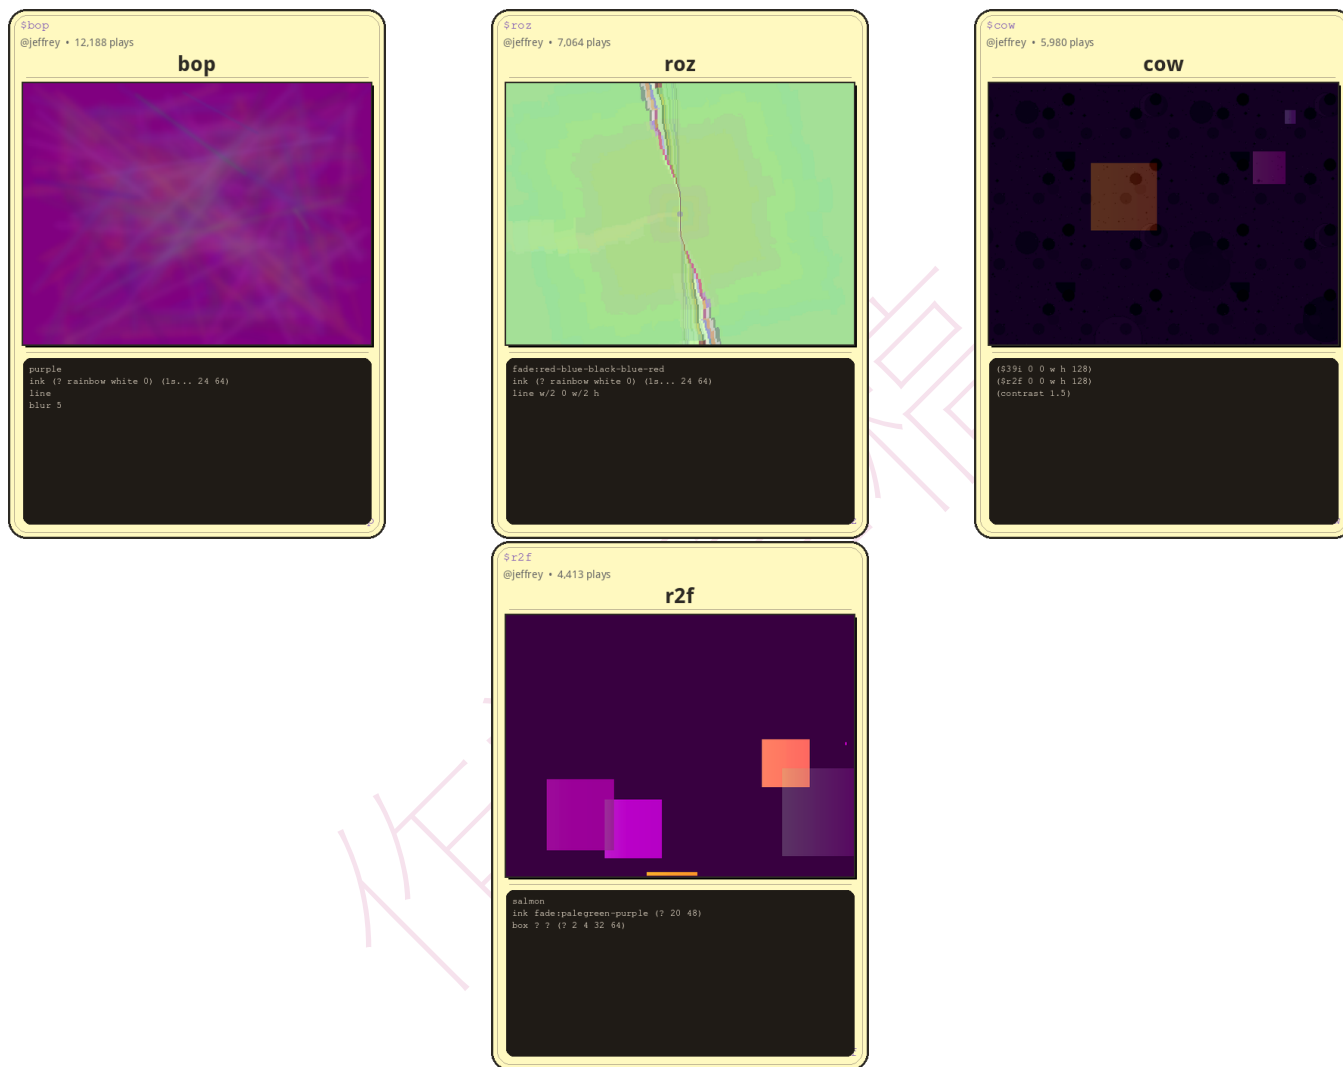 $bop
@jeffrey • 12,188 plays
bop
purple
ink (? rainbow white 0) (1s... 24 64)
line
blur 5
$roz
@jeffrey • 7,064 plays
roz
fade:red-blue-black-blue-red
ink (? rainbow white 0) (1s... 24 64)
line w/2 0 w/2 h
$cow
@jeffrey • 5,980 plays
cow
($39i 0 0 w h 128)
($r2f 0 0 w h 128)
(contrast 1.5)
$r2f
@jeffrey • 4,413 plays
r2f
salmon
ink fade:palegreen-purple (? 20 48)
box ? ? (? 2 4 32 64)